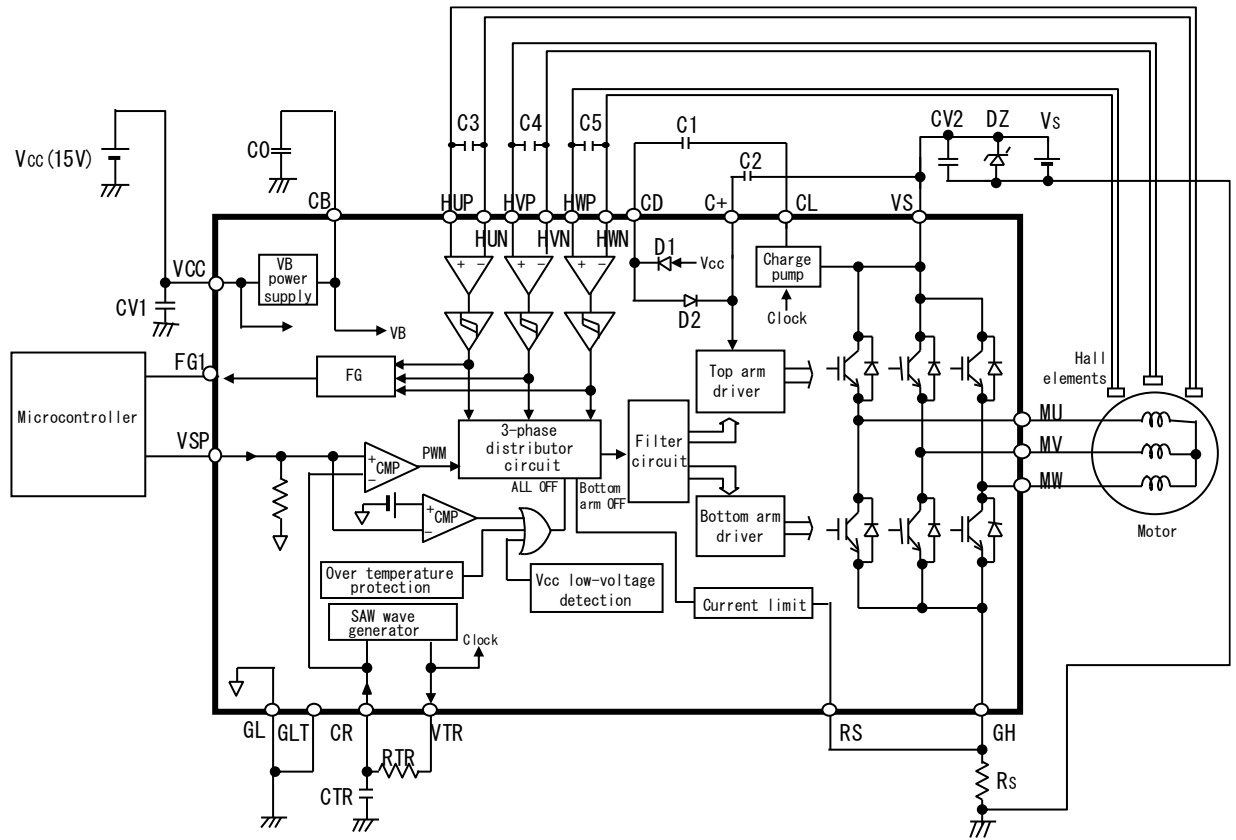 C3
C4
C5
C1
C2
CV2
DZ
Vs
Vcc(15V)
C0
CB
HUP
HVP
HWP
CD
C+
CL
VS
HUN
HVN
HWN
VCC
VB
power
supply
CV1
VB
+ -
+ -
+ -
D1
Vcc
D2
Charge
pump
Clock
Microcontroller
FG1
FG
VSP
Top arm
driver
Hall
elements
MU
MV
MW
Motor
+
-
CMP
PWM
3-phase
distributor
circuit
Filter
circuit
ALL OFF
Bottom
arm OFF
+
-
CMP
Bottom arm
driver
Over temperature
protection
Vcc low-voltage
detection
Current limit
SAW wave
generator
Clock
GL
GLT
CR
VTR
RS
GH
RTR
CTR
Rs